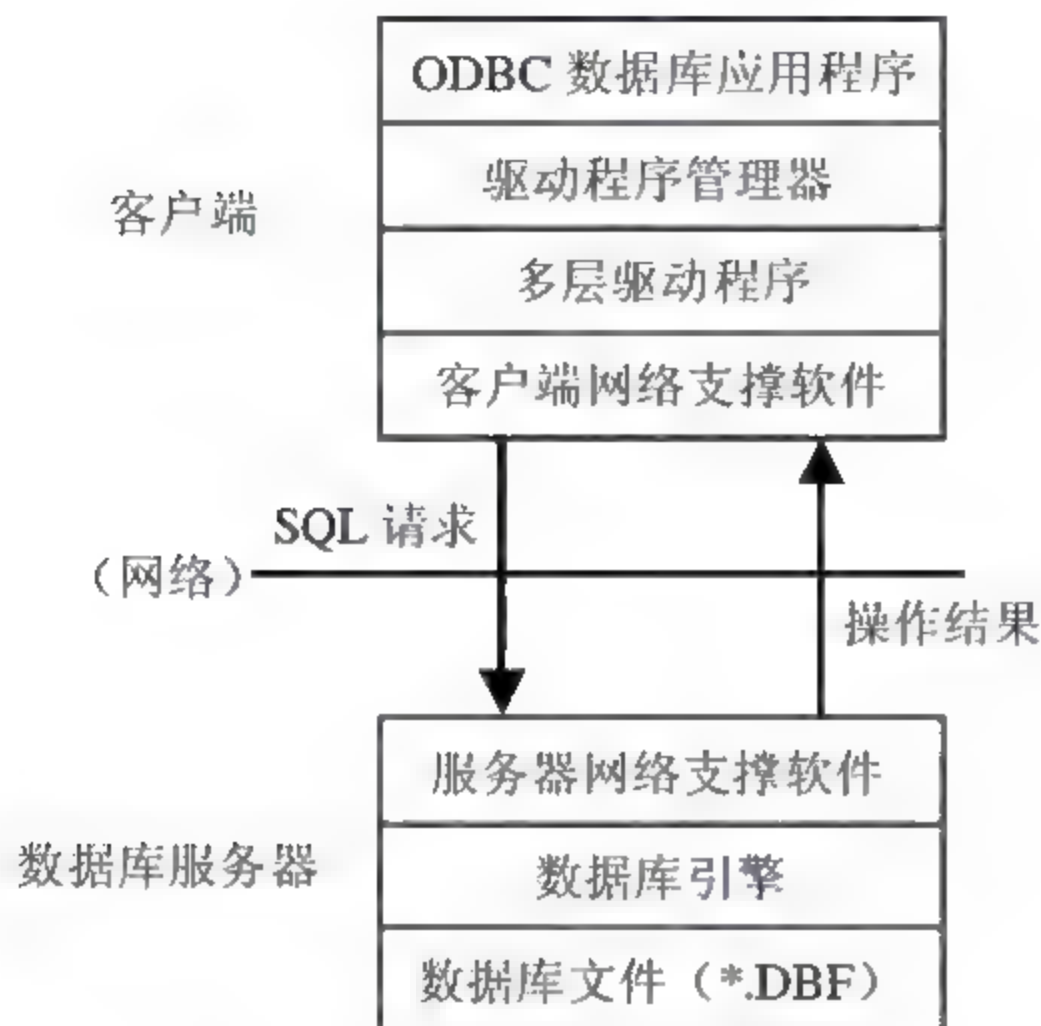 ODBC 数据库应用程序
驱动程序管理器
客户端
多层驱动程序
客户端网络支撑软件
SQL 请求
（网络）
操作结果
服务器网络支撑软件
数据库服务器
数据库引擎
数据库文件（*.DBF）